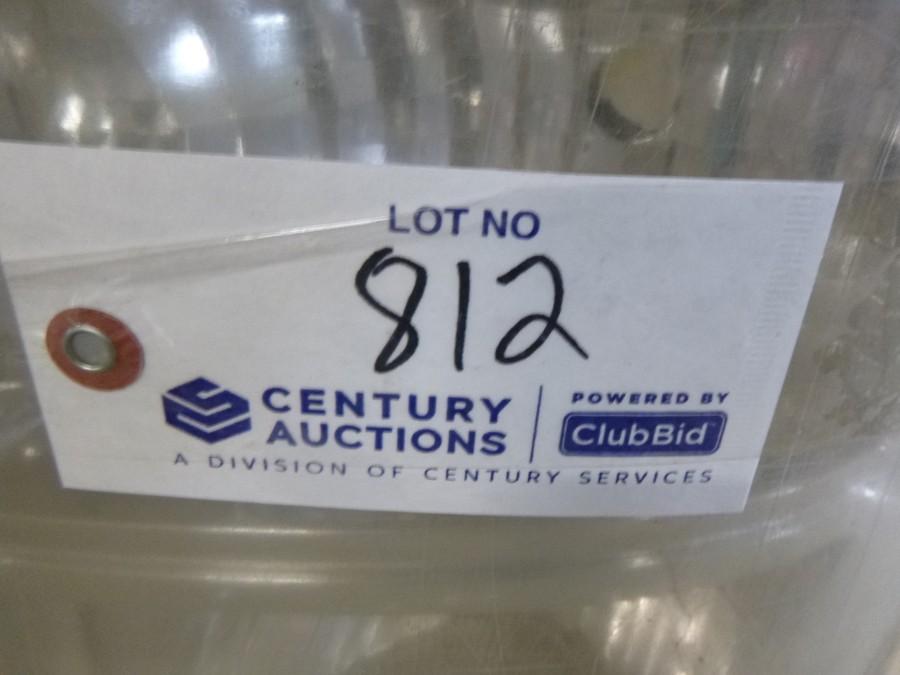 LOT NO
812
CENTURY AUCTIONS
POWERED BY
ClubBid
A DIVISION OF CENTURY SERVICES